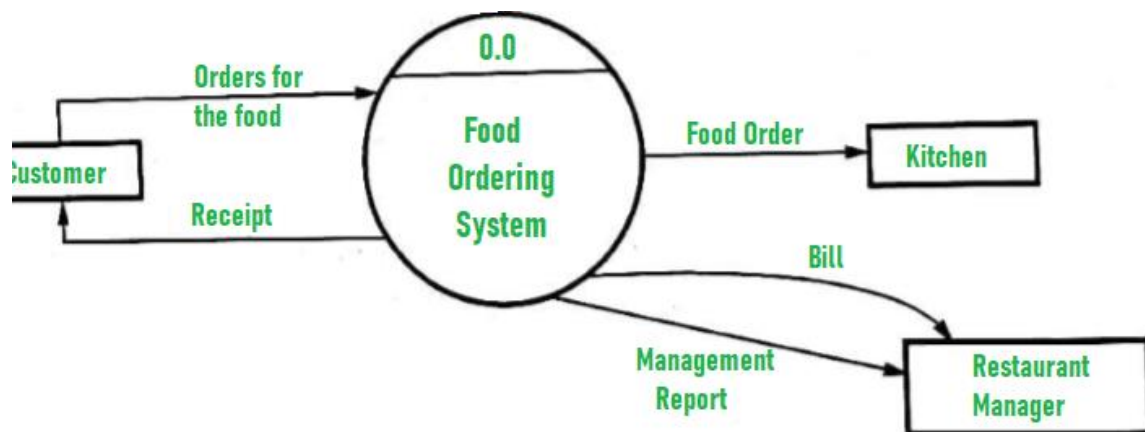 0.0
Orders for
the food
Food
Ordering
System
Food Order
Kitchen
Customer
Receipt
Bill
Management
Report
Restaurant
Manager